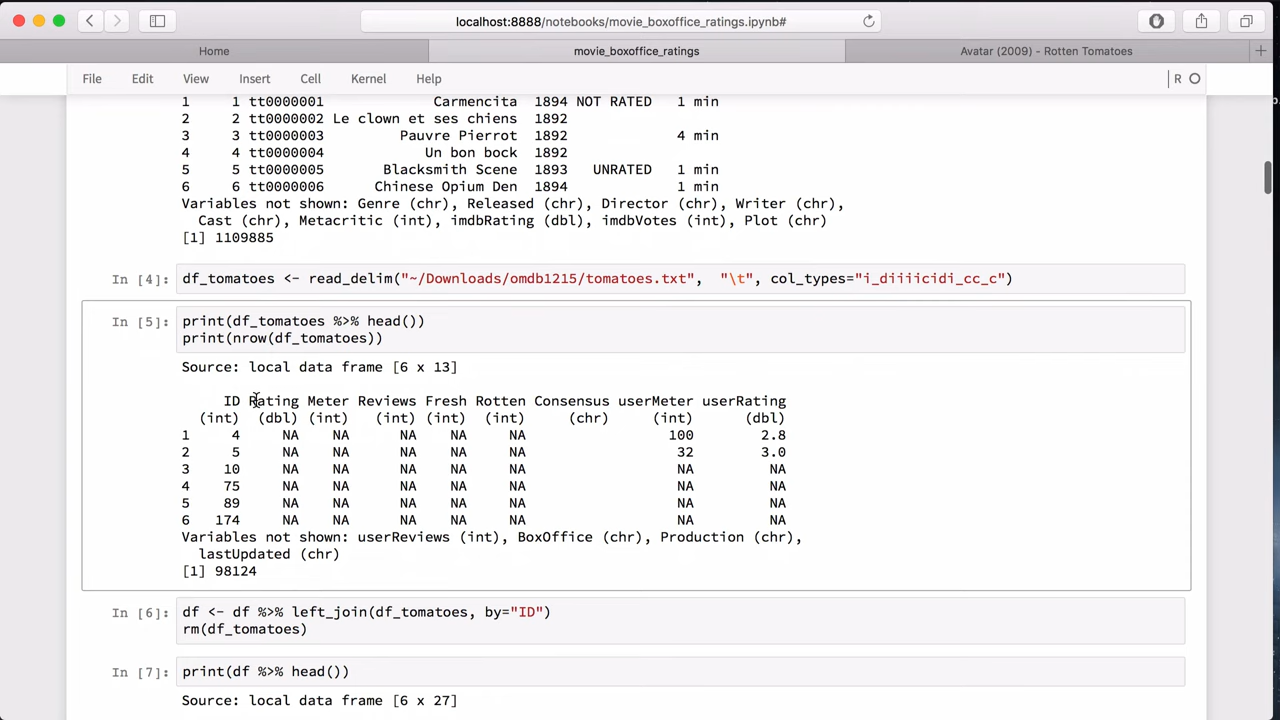 localhost:8888/notebooks/movie_boxoffice_ratings.ipynb#
Home movie_boxoffice_ratings Avatar (2009) - Rotten Tomatoes
File Edit View Insert Cell Kernel Help R
1 1 tt0000001 Carmencita 1894 NOT RATED 1 min
2 2 tt0000002 Le clown et ses chiens 1892
3 3 tt0000003 Pauvre Pierrot 1892 4 min
4 4 tt0000004 Un bon bock 1892
5 5 tt0000005 Blacksmith Scene 1893 UNRATED 1 min
6 6 tt0000006 Chinese Opium Den 1894 1 min
Variables not shown: Genre (chr), Released (chr), Director (chr), Writer (chr),
Cast (chr), Metacritic (int), imdbRating (dbl), imdbVotes (int), Plot (chr)
[1] 1109885
In [4]: df_tomatoes <- read_delim("~/Downloads/omdb1215/tomatoes.txt", "\t", col_types="i_diiiicidi_cc_c")
In [5]: print(df_tomatoes %>% head())
print(nrow(df_tomatoes))
Source: local data frame [6 x 13]
ID Rating Meter Reviews Fresh Rotten Consensus userMeter userRating
(int) (dbl) (int) (int) (int) (int) (chr) (int) (dbl)
1 4 NA NA NA NA NA 100 2.8
2 5 NA NA NA NA NA 32 3.0
3 10 NA NA NA NA NA NA NA
4 75 NA NA NA NA NA NA NA
5 89 NA NA NA NA NA NA NA
6 174 NA NA NA NA NA NA NA
Variables not shown: userReviews (int), BoxOffice (chr), Production (chr),
lastUpdated (chr)
[1] 98124
In [6]: df <- df %>% left_join(df_tomatoes, by="ID")
rm(df_tomatoes)
In [7]: print(df %>% head())
Source: local data frame [6 x 27]